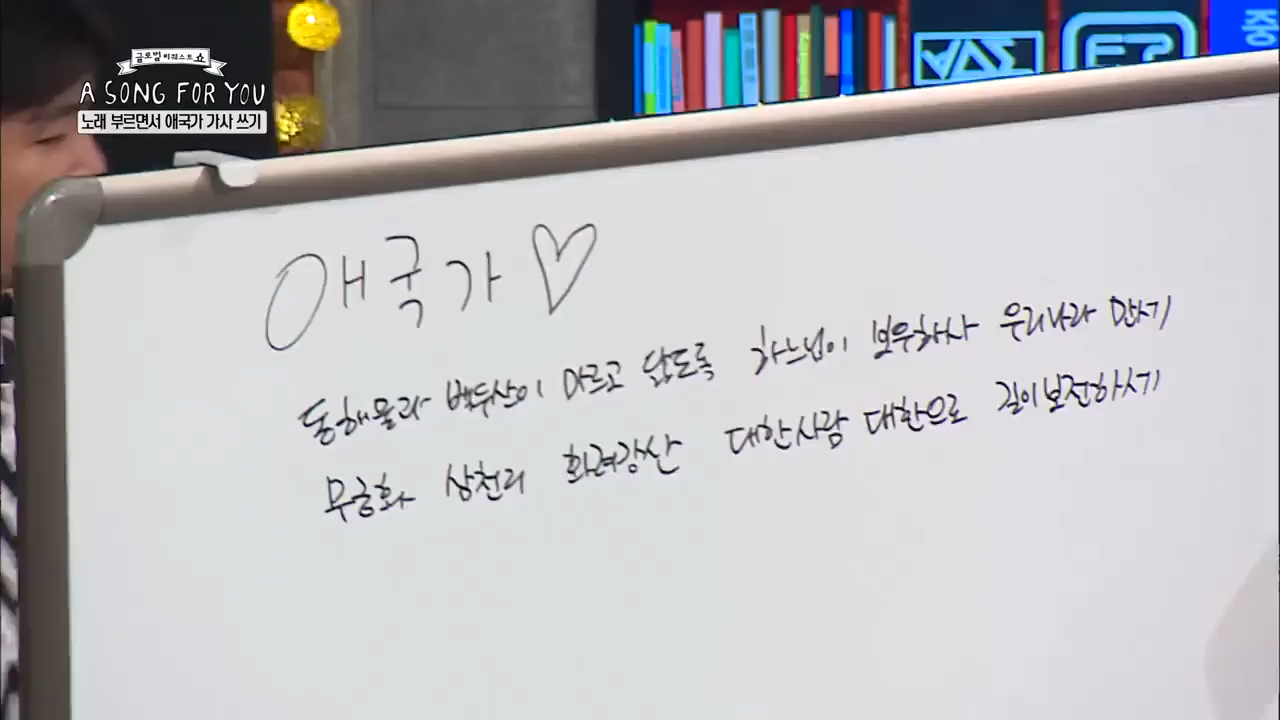 글로벌 리퀘스트 쇼
A SONG FOR YOU
노래 부르면서 애국가 가사 쓰기
중
애국가♡
동해물과 백두산이 마르고 닳도록 하느님이 보우하사 우리나라 만세
무궁화 삼천리 화려강산 대한사람 대한으로 길이보전하세